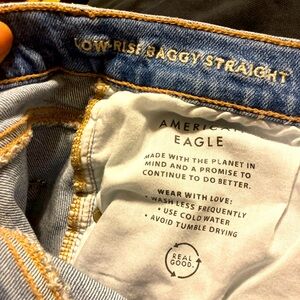 LOW-RISE BAGGY STRAIGHT
AMERICAN
EAGLE
MADE WITH THE PLANET IN
MIND AND A PROMISE TO
CONTINUE TO DO BETTER.
WEAR WITH LOVE:
• WASH LESS FREQUENTLY
• USE COLD WATER
• AVOID TUMBLE DRYING
REAL
GOOD.